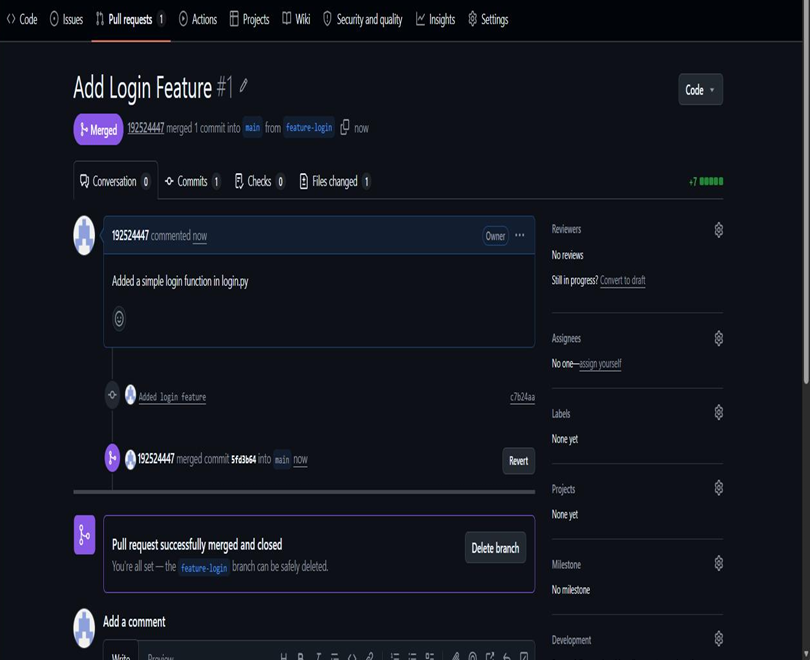 Code Issues Pull requests 1 Actions Projects Wiki Security and quality Insights Settings
Add Login Feature #1
Code
Merged 192524447 merged 1 commit into main from feature-login now
Conversation 0 Commits 1 Checks 0 Files changed 1
+7
192524447 commented now Owner
Added a simple login function in login.py
Added login feature c7b24aa
192524447 merged commit 5fd3b64 into main now Revert
Pull request successfully merged and closed
You're all set — the feature-login branch can be safely deleted.
Delete branch
Add a comment
Write Preview
Reviewers
No reviews
Still in progress? Convert to draft
Assignees
No one—assign yourself
Labels
None yet
Projects
None yet
Milestone
No milestone
Development